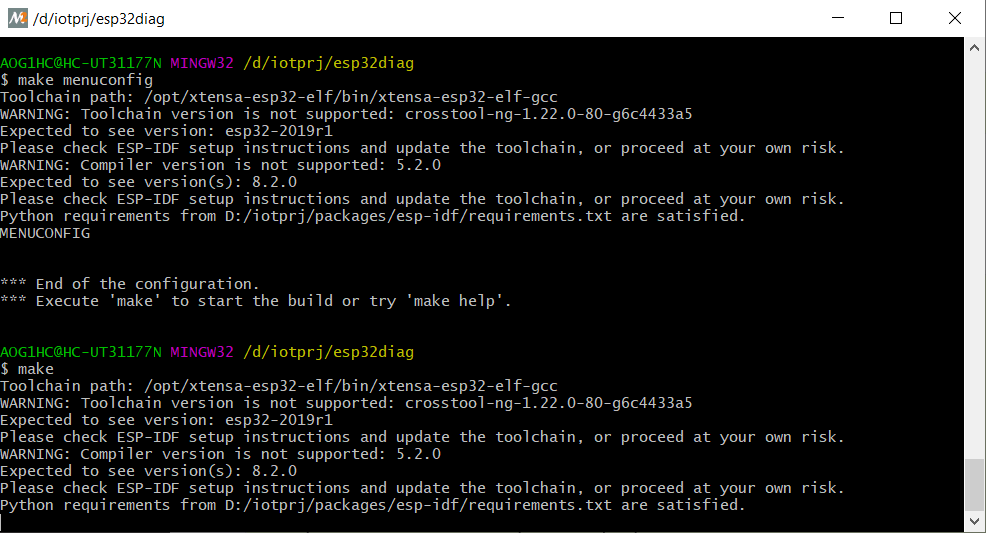 /d/iotprj/esp32diag
AOG1HC@HC-UT31177N MINGW32 /d/iotprj/esp32diag
$ make menuconfig
Toolchain path: /opt/xtensa-esp32-elf/bin/xtensa-esp32-elf-gcc
WARNING: Toolchain version is not supported: crosstool-ng-1.22.0-80-g6c4433a5
Expected to see version: esp32-2019r1
Please check ESP-IDF setup instructions and update the toolchain, or proceed at your own risk.
WARNING: Compiler version is not supported: 5.2.0
Expected to see version(s): 8.2.0
Please check ESP-IDF setup instructions and update the toolchain, or proceed at your own risk.
Python requirements from D:/iotprj/packages/esp-idf/requirements.txt are satisfied.
MENUCONFIG
*** End of the configuration.
*** Execute 'make' to start the build or try 'make help'.
AOG1HC@HC-UT31177N MINGW32 /d/iotprj/esp32diag
$ make
Toolchain path: /opt/xtensa-esp32-elf/bin/xtensa-esp32-elf-gcc
WARNING: Toolchain version is not supported: crosstool-ng-1.22.0-80-g6c4433a5
Expected to see version: esp32-2019r1
Please check ESP-IDF setup instructions and update the toolchain, or proceed at your own risk.
WARNING: Compiler version is not supported: 5.2.0
Expected to see version(s): 8.2.0
Please check ESP-IDF setup instructions and update the toolchain, or proceed at your own risk.
Python requirements from D:/iotprj/packages/esp-idf/requirements.txt are satisfied.